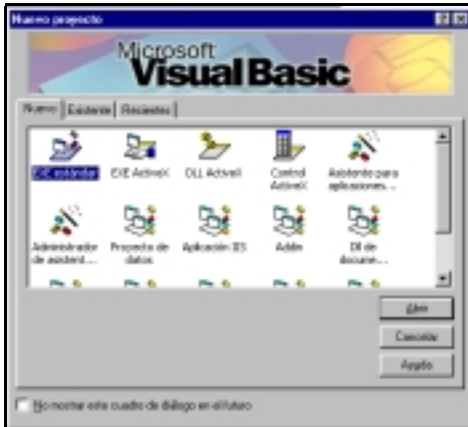 Nuevo proyecto
Microsoft
Visual Basic
Nuevo Existente Recientes
EXE estándar EXE ActiveX DLL ActiveX Control ActiveX Asistente para aplicaciones...
Administrador de asistent... Proyecto de datos Aplicación IIS Addin Dll de docume...
Abrir
Cancelar
Ayuda
No mostrar este cuadro de diálogo en el futuro